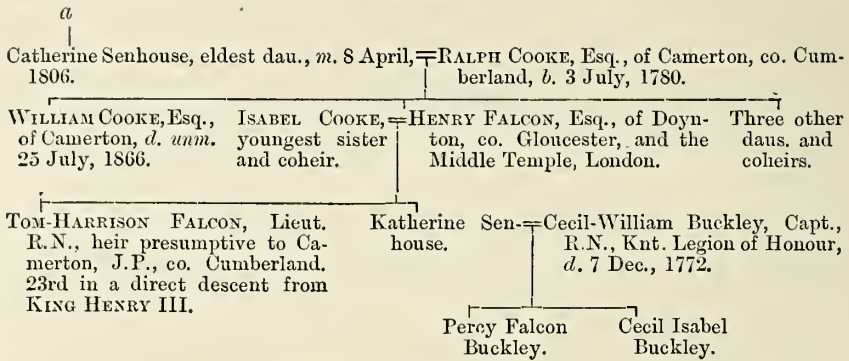 a
Catherine Senhouse, eldest dau., m. 8 April,
1806.
RALPH COOKE, Esq., of Camerton, co. Cum-
berland, b. 3 July, 1780.
WILLIAM COOKE, Esq.,
of Camerton, d. unm.
25 July, 1866.
ISABEL COOKE,
youngest sister
and coheir.
HENRY FALCON, Esq., of Doyn-
ton, co. Gloucester, and the
Middle Temple, London.
Three other
daus. and
coheirs.
TOM-HARRISON FALCON, Lieut.
R.N., heir presumptive to Ca-
merton, J.P., co. Cumberland.
23rd in a direct descent from
KING HENRY III.
Katherine Sen-
house.
Cecil-William Buckley, Capt.,
R.N., Knt. Legion of Honour,
d. 7 Dec., 1772.
Percy Falcon
Buckley.
Cecil Isabel
Buckley.